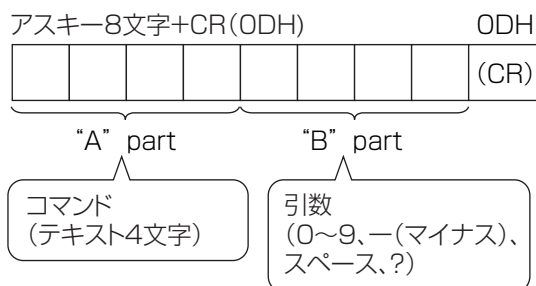 アスキー8文字+CR(0DH)
0DH
(CR)
“A” part
“B” part
コマンド
(テキスト4文字)
引数
(0〜9、ー(マイナス)、
スペース、?)